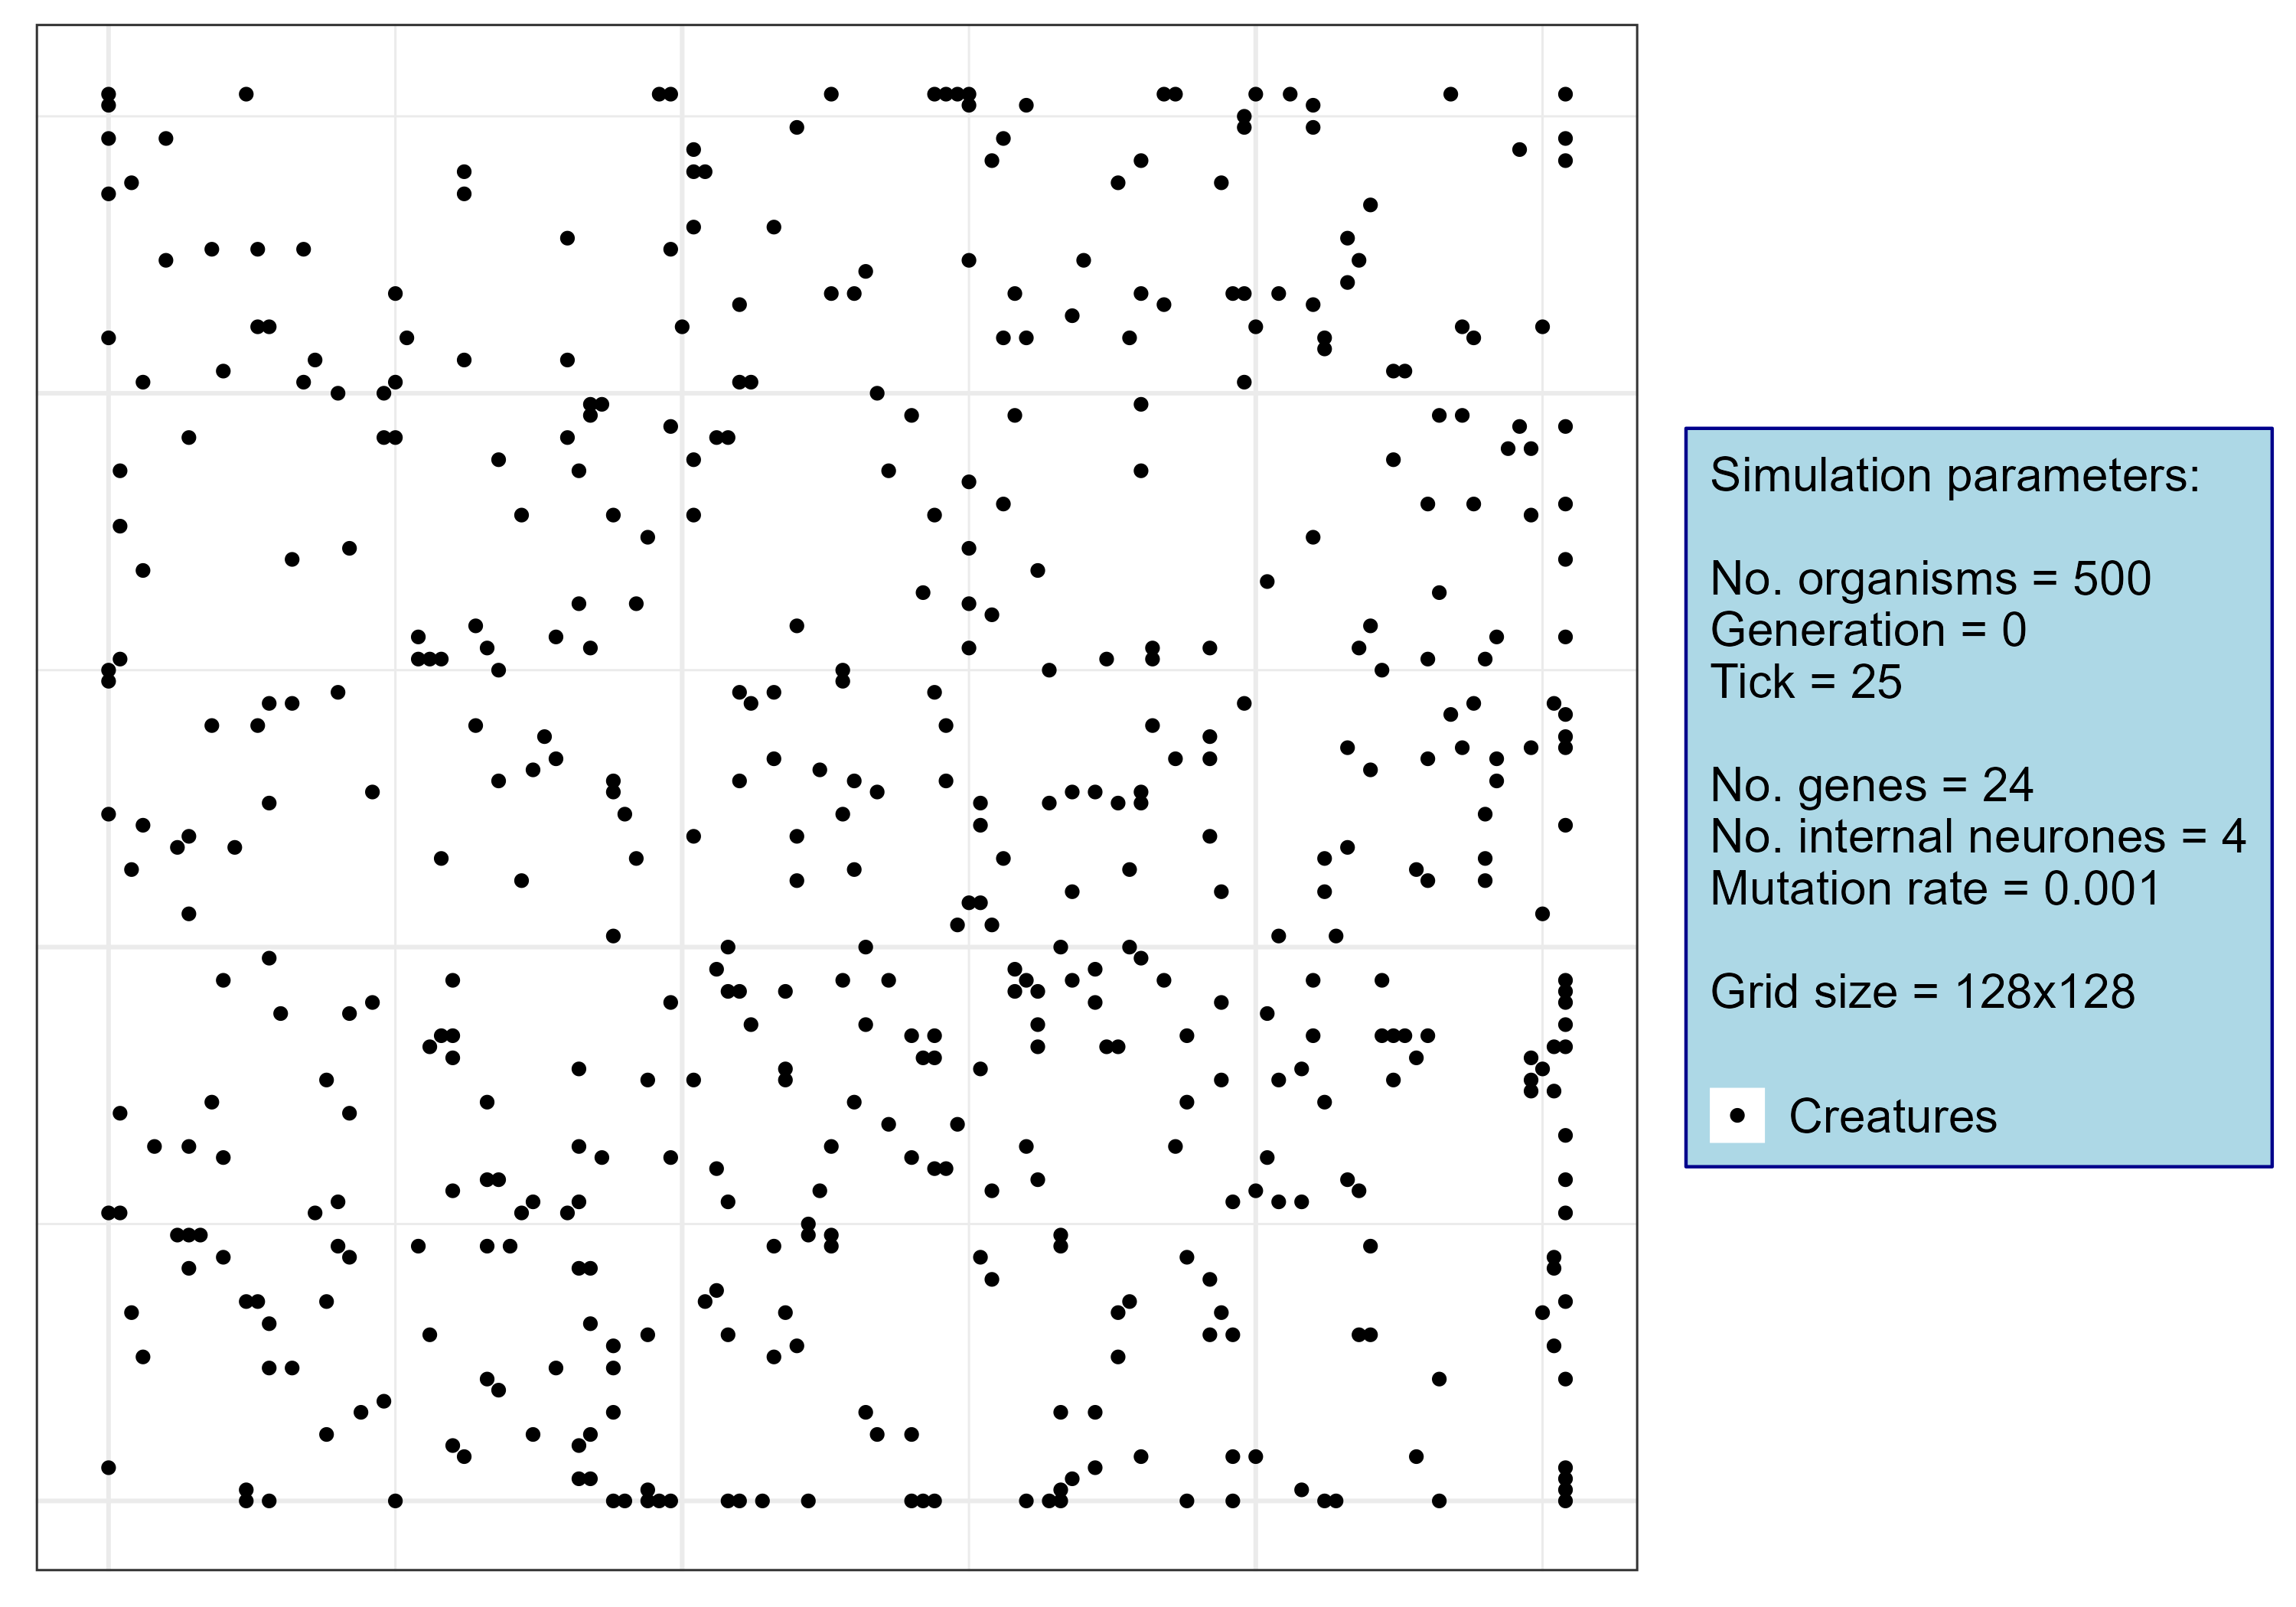 Simulation parameters:
No. organisms = 500
Generation = 0
Tick = 25
No. genes = 24
No. internal neurones = 4
Mutation rate = 0.001
Grid size = 128x128
Creatures